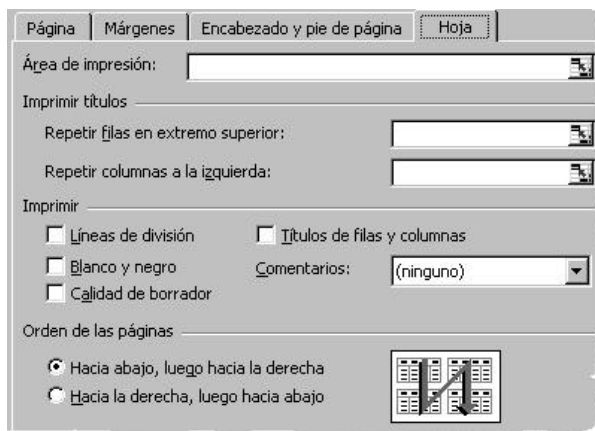 Página Márgenes Encabezado y pie de página Hoja
Área de impresión:
Imprimir títulos
Repetir filas en extremo superior:
Repetir columnas a la izquierda:
Imprimir
Líneas de división Títulos de filas y columnas
Blanco y negro Comentarios: (ninguno)
Calidad de borrador
Orden de las páginas
Hacia abajo, luego hacia la derecha
Hacia la derecha, luego hacia abajo